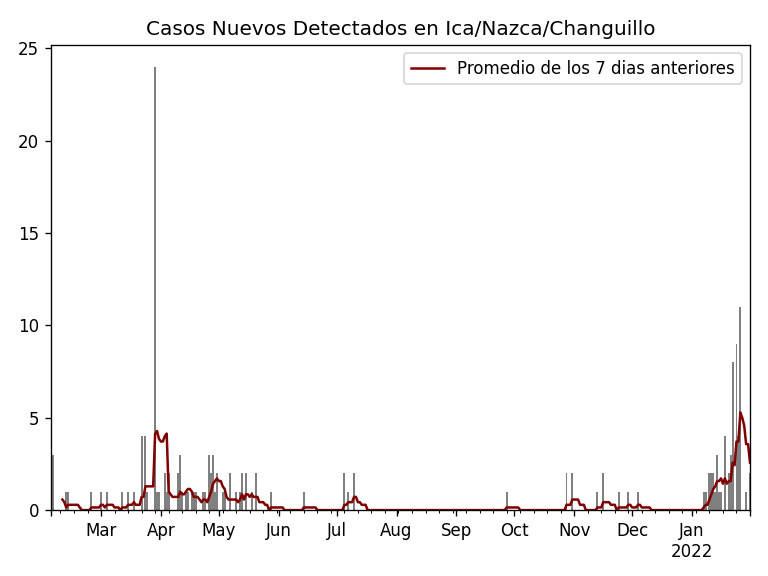 Casos Nuevos Detectados en Ica/Nazca/Changuillo
Promedio de los 7 dias anteriores
25
20
15
10
5
0
Mar Apr May Jun Jul Aug Sep Oct Nov Dec Jan
2022